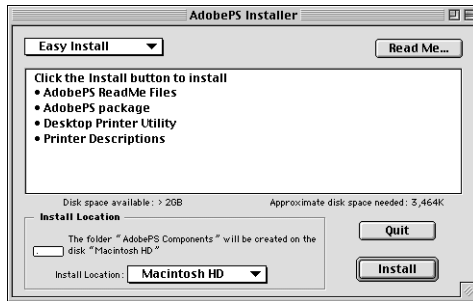 AdobePS Installer
Easy Install
Read Me...
Click the Install button to install
• AdobePS ReadMe Files
• AdobePS package
• Desktop Printer Utility
• Printer Descriptions
Disk space available: > 2GB
Approximate disk space needed: 3,464K
Install Location
The folder "AdobePS Components" will be created on the
disk "Macintosh HD"
Install Location: Macintosh HD
Quit
Install